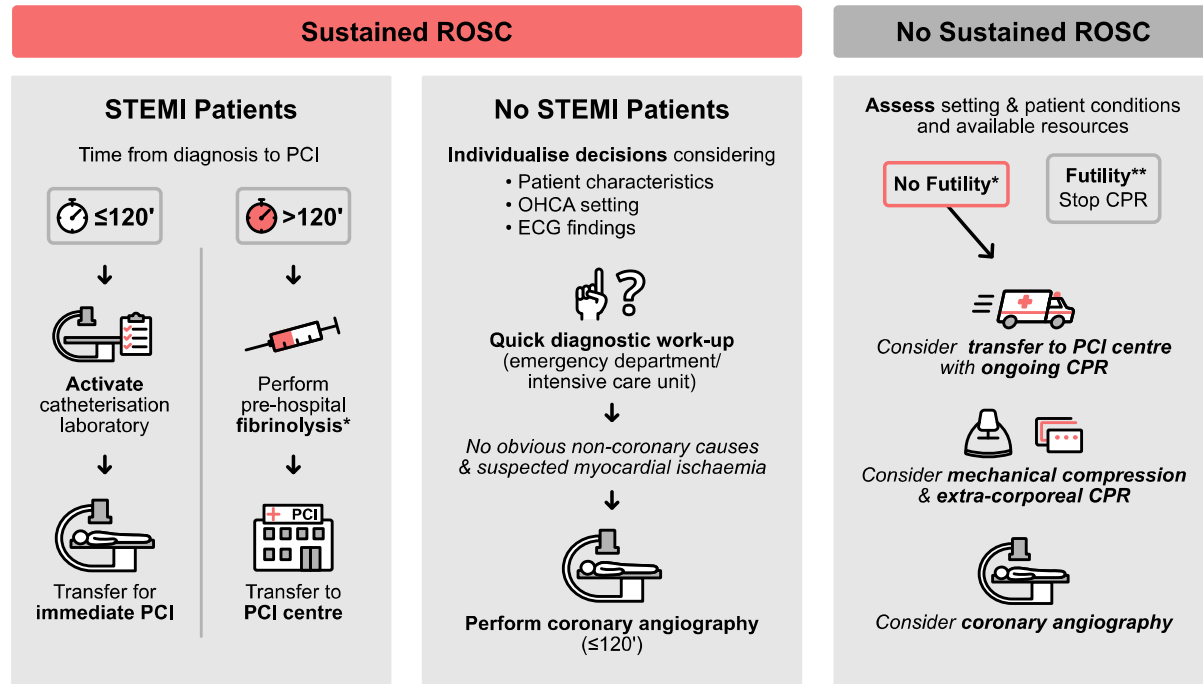 Sustained ROSC
STEMI Patients
Time from diagnosis to PCI
≤120'
Activate
catheterisation
laboratory
Transfer for
immediate PCI
>120'
Perform
pre-hospital
fibrinolysis*
PCI
Transfer to
PCI centre
No STEMI Patients
Individualise decisions considering
• Patient characteristics
• OHCA setting
• ECG findings
?
Quick diagnostic work-up
(emergency department/
intensive care unit)
No obvious non-coronary causes
& suspected myocardial ischaemia
Perform coronary angiography
(≤120')
No Sustained ROSC
Assess setting & patient conditions
and available resources
No Futility*
Futility**
Stop CPR
Consider transfer to PCI centre
with ongoing CPR
Consider mechanical compression
& extra-corporeal CPR
Consider coronary angiography